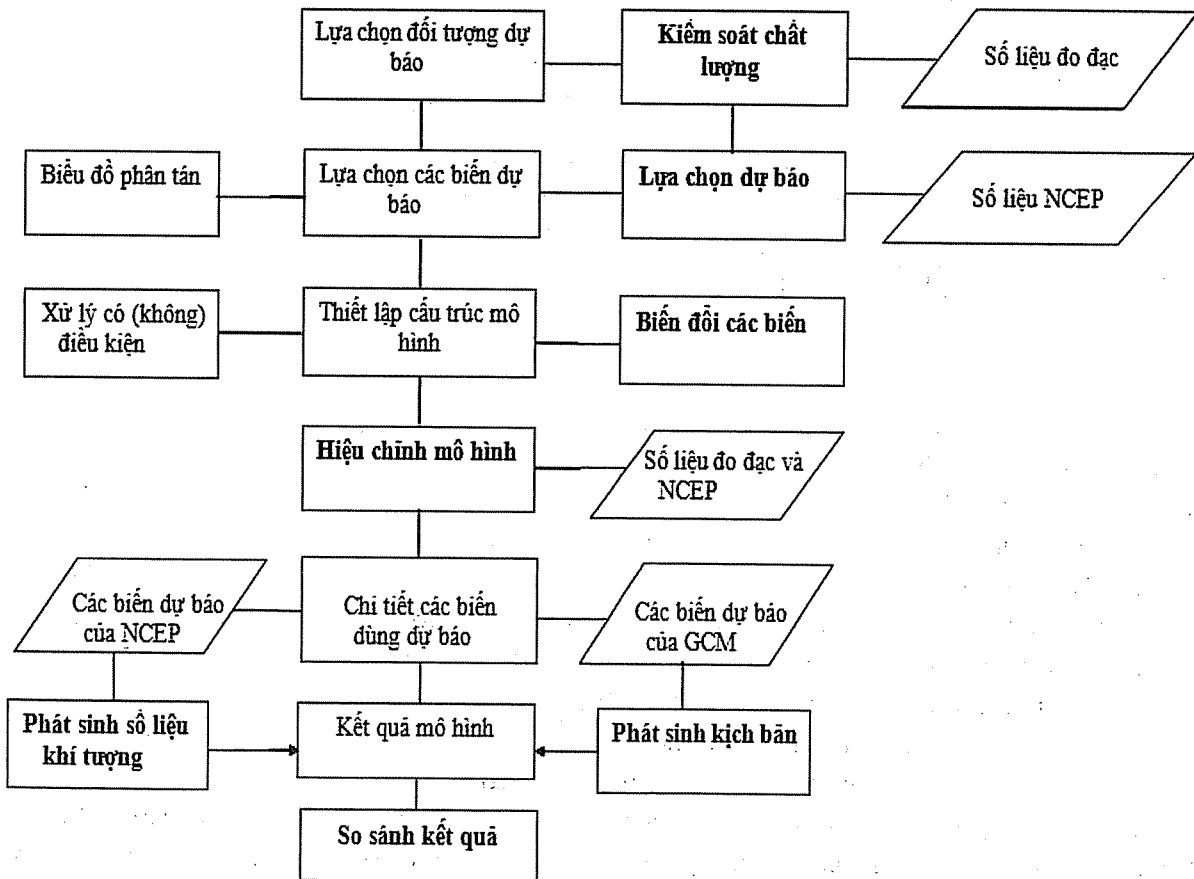 Lựa chọn đối tượng dự
báo
Kiểm soát chất
lượng
Số liệu đo đạc
Biểu đồ phân tán
Lựa chọn các biến dự
báo
Lựa chọn dự báo
Số liệu NCEP
Xử lý có (không)
điều kiện
Thiết lập cấu trúc mô
hình
Biến đổi các biến
Hiệu chỉnh mô hình
Số liệu đo đạc và
NCEP
Các biến dự báo
của NCEP
Chi tiết các biến
dùng dự báo
Các biến dự báo
của GCM
Phát sinh số liệu
khí tượng
Kết quả mô hình
Phát sinh kịch bản
So sánh kết quả